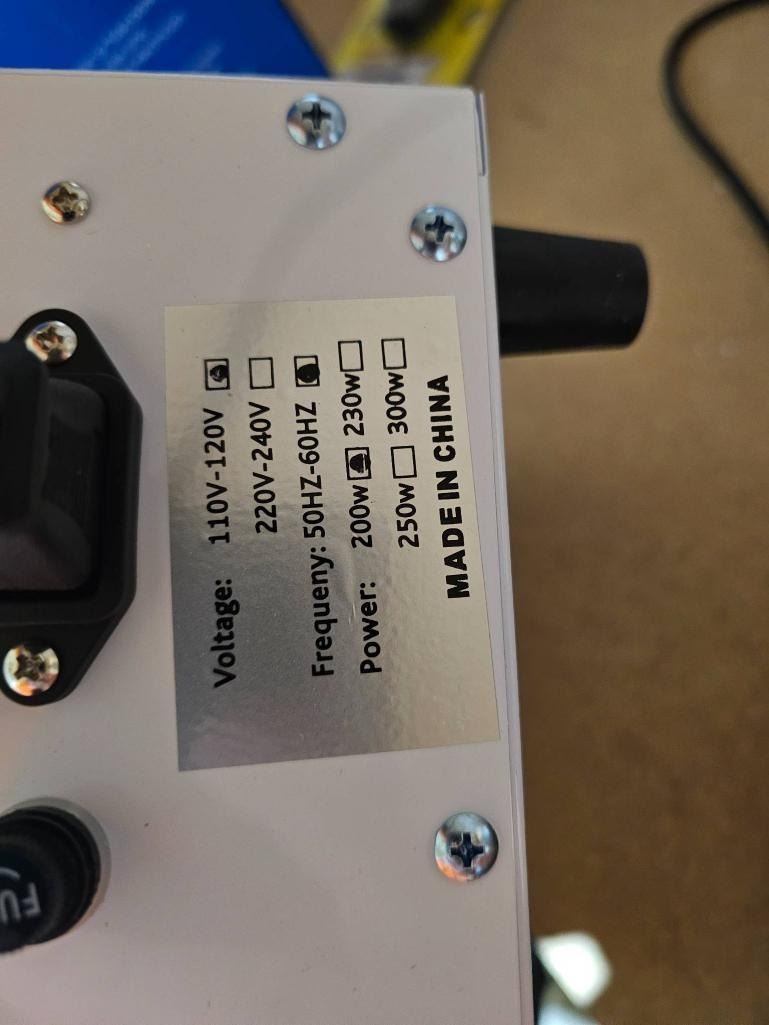 Voltage: 110V-120V
220V-240V
Frequeny: 50HZ-60HZ
Power: 200w 230w
250w 300w
MADE IN CHINA